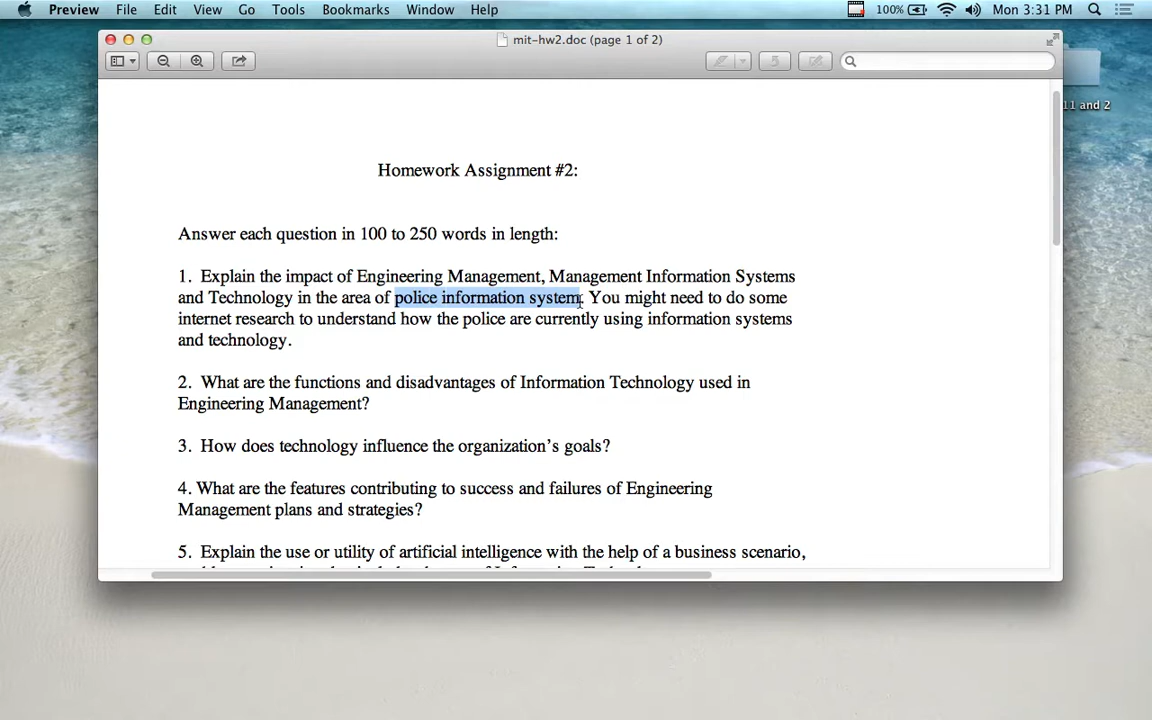 Preview File Edit View Go Tools Bookmarks Window Help 100% Mon 3:31 PM
mit-hw2.doc (page 1 of 2)
11 and 2
Homework Assignment #2:
Answer each question in 100 to 250 words in length:
1. Explain the impact of Engineering Management, Management Information Systems
and Technology in the area of police information system. You might need to do some
internet research to understand how the police are currently using information systems
and technology.
2. What are the functions and disadvantages of Information Technology used in
Engineering Management?
3. How does technology influence the organization's goals?
4. What are the features contributing to success and failures of Engineering
Management plans and strategies?
5. Explain the use or utility of artificial intelligence with the help of a business scenario,